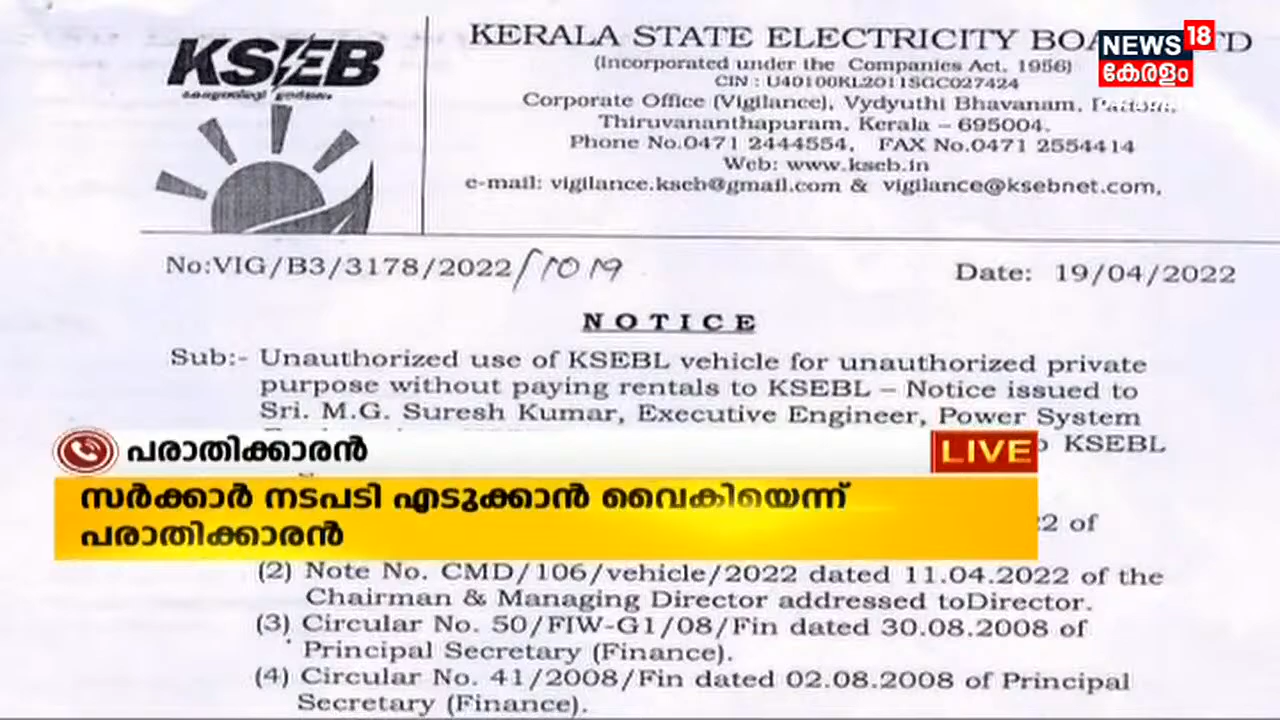 KSEB
KERALA STATE ELECTRICITY
(Incorporated under the Companies Act, 1956)
CIN : U40100KL2011SGC027424
Corporate Office (Vigilance), Vydyuthi Bhavanam,
Thiruvananthapuram, Kerala – 695004.
Phone No.0471 2444554, FAX No.0471 2554414
Web: www.kseb.in
e-mail: vigilance.kseb@gmail.com & vigilance@ksebnet.com,
NEWS 18
കേരളം
No:VIG/B3/3178/2022/1019
Date: 19/04/2022
NOTICE
Sub:- Unauthorized use of KSEBL vehicle for unauthorized private
purpose without paying rentals to KSEBL – Notice issued to
Sri. M.G. Suresh Kumar, Executive Engineer, Power System
KSEBL
പരാതിക്കാരൻ
LIVE
സർക്കാർ നടപടി എടുക്കാൻ വൈകിയെന്ന്
പരാതിക്കാരൻ
of
(2) Note No. CMD/106/vehicle/2022 dated 11.04.2022 of the
Chairman & Managing Director addressed toDirector.
(3) Circular No. 50/FIW-G1/08/Fin dated 30.08.2008 of
Principal Secretary (Finance).
(4) Circular No. 41/2008/Fin dated 02.08.2008 of Principal
Secretary (Finance).